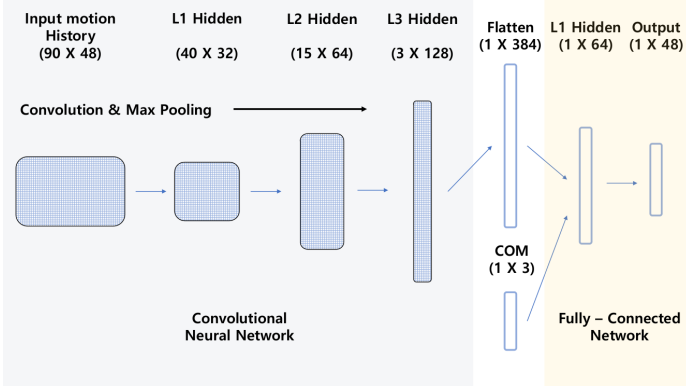 Input motion
History
(90 X 48)
L1 Hidden
(40 X 32)
L2 Hidden
(15 X 64)
L3 Hidden
(3 X 128)
Flatten
(1 X 384)
L1 Hidden
(1 X 64)
Output
(1 X 48)
Convolution & Max Pooling
COM
(1 X 3)
Convolutional
Neural Network
Fully – Connected
Network